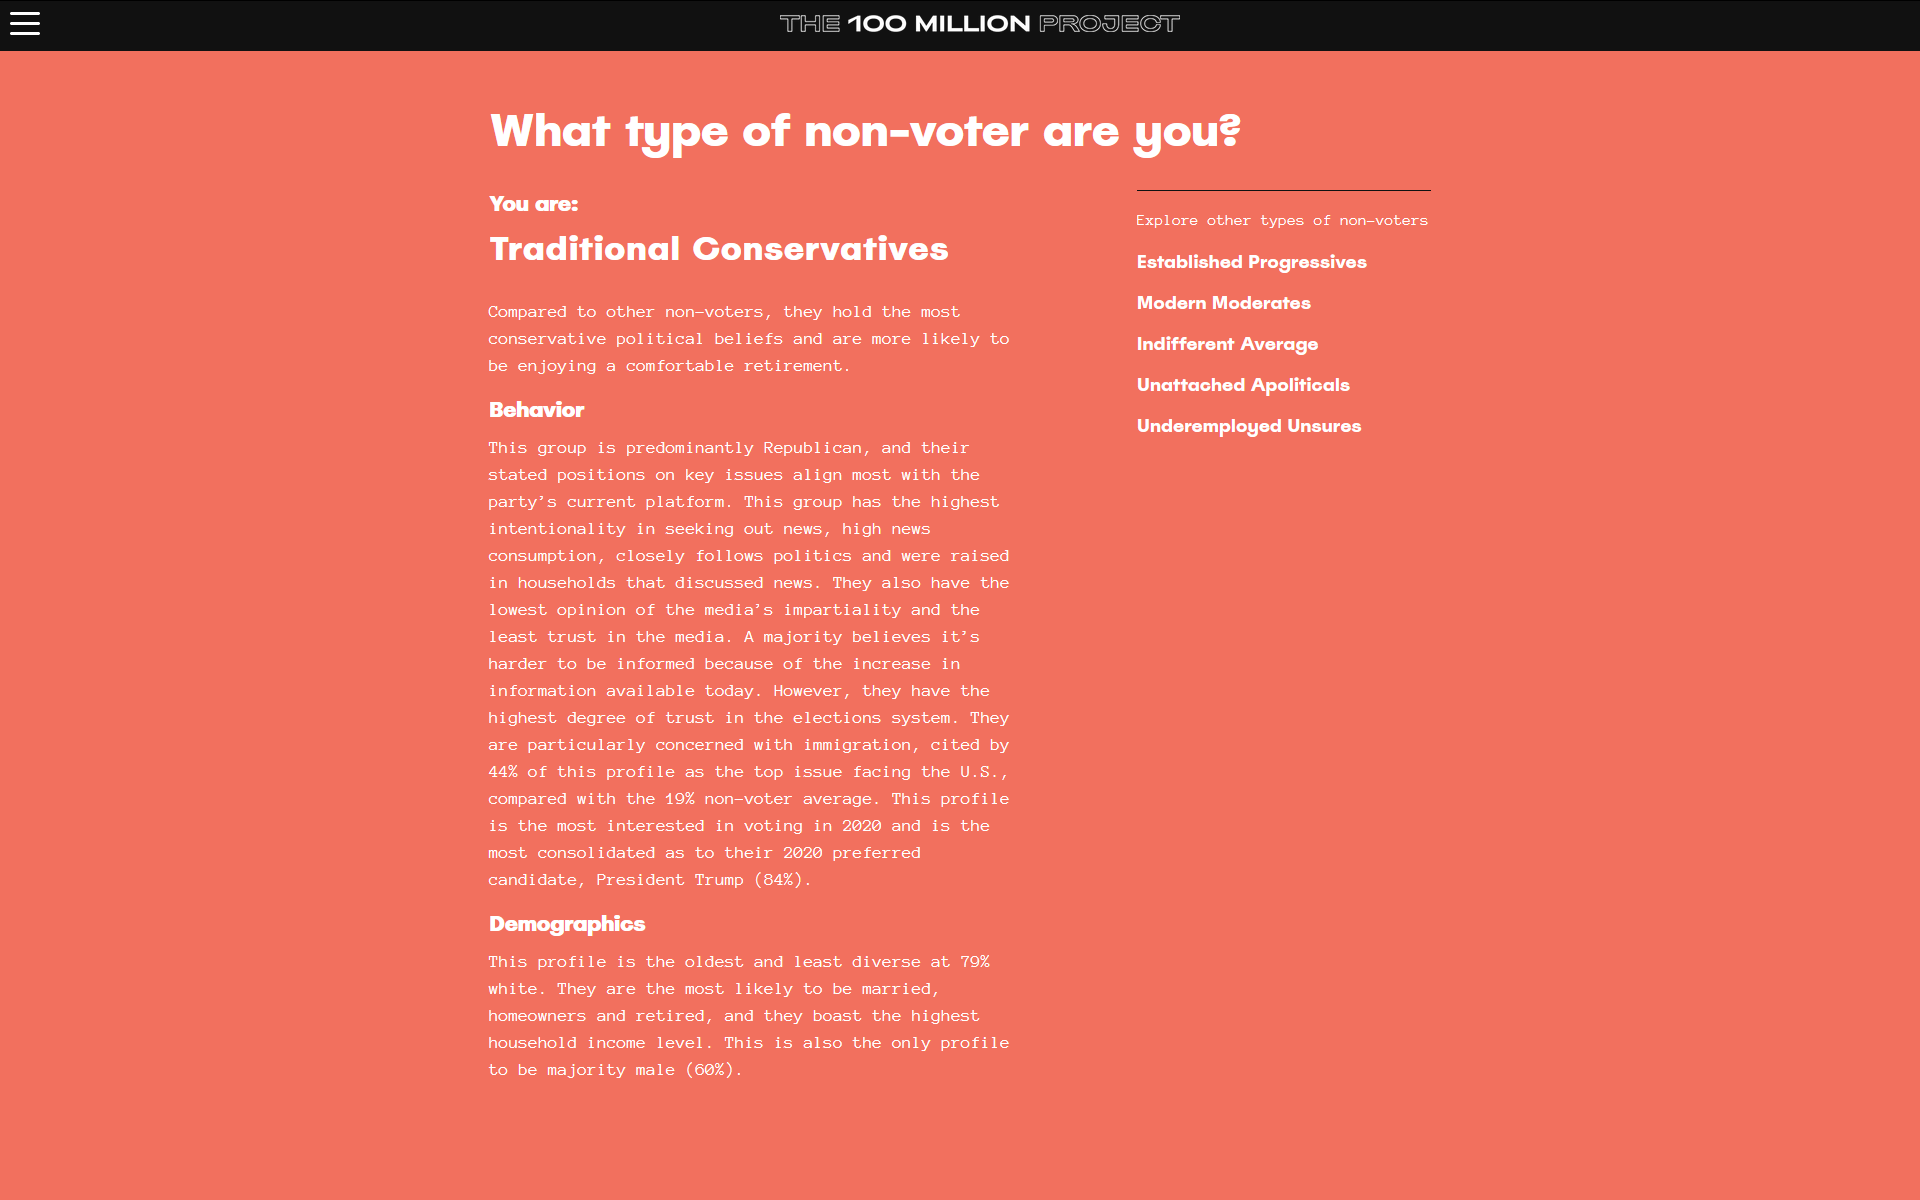 THE 100 MILLION PROJECT
What type of non-voter are you?
You are:
Traditional Conservatives
Compared to other non-voters, they hold the most
conservative political beliefs and are more likely to
be enjoying a comfortable retirement.
Behavior
This group is predominantly Republican, and their
stated positions on key issues align most with the
party’s current platform. This group has the highest
intentionality in seeking out news, high news
consumption, closely follows politics and were raised
in households that discussed news. They also have the
lowest opinion of the media’s impartiality and the
least trust in the media. A majority believes it’s
harder to be informed because of the increase in
information available today. However, they have the
highest degree of trust in the elections system. They
are particularly concerned with immigration, cited by
44% of this profile as the top issue facing the U.S.,
compared with the 19% non-voter average. This profile
is the most interested in voting in 2020 and is the
most consolidated as to their 2020 preferred
candidate, President Trump (84%).
Demographics
This profile is the oldest and least diverse at 79%
white. They are the most likely to be married,
homeowners and retired, and they boast the highest
household income level. This is also the only profile
to be majority male (60%).
Explore other types of non-voters
Established Progressives
Modern Moderates
Indifferent Average
Unattached Apoliticals
Underemployed Unsures